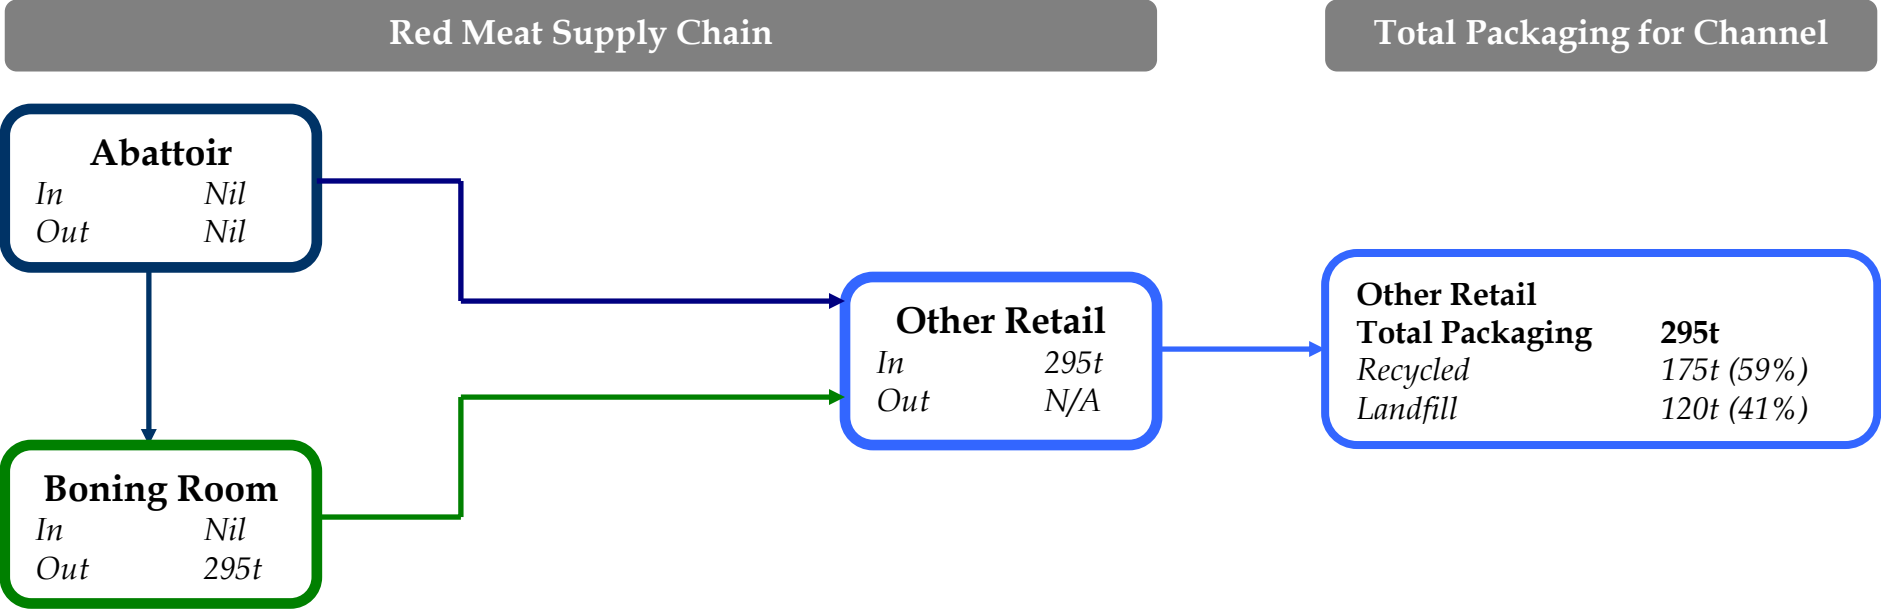 Red Meat Supply Chain
Total Packaging for Channel
Abattoir
In Nil
Out Nil
Boning Room
In Nil
Out 295t
Other Retail
In 295t
Out N/A
Other Retail
Total Packaging 295t
Recycled 175t (59%)
Landfill 120t (41%)